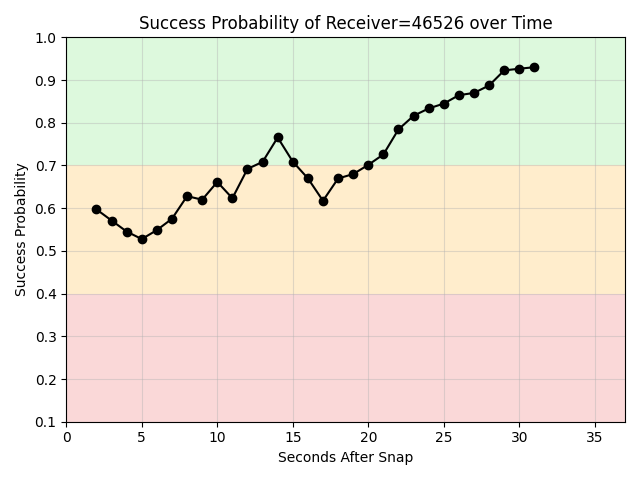 Success Probability of Receiver=46526 over Time
1.0
0.9
0.8
0.7
0.6
0.5
0.4
0.3
0.2
0.1
Success Probability
0 5 10 15 20 25 30 35
Seconds After Snap